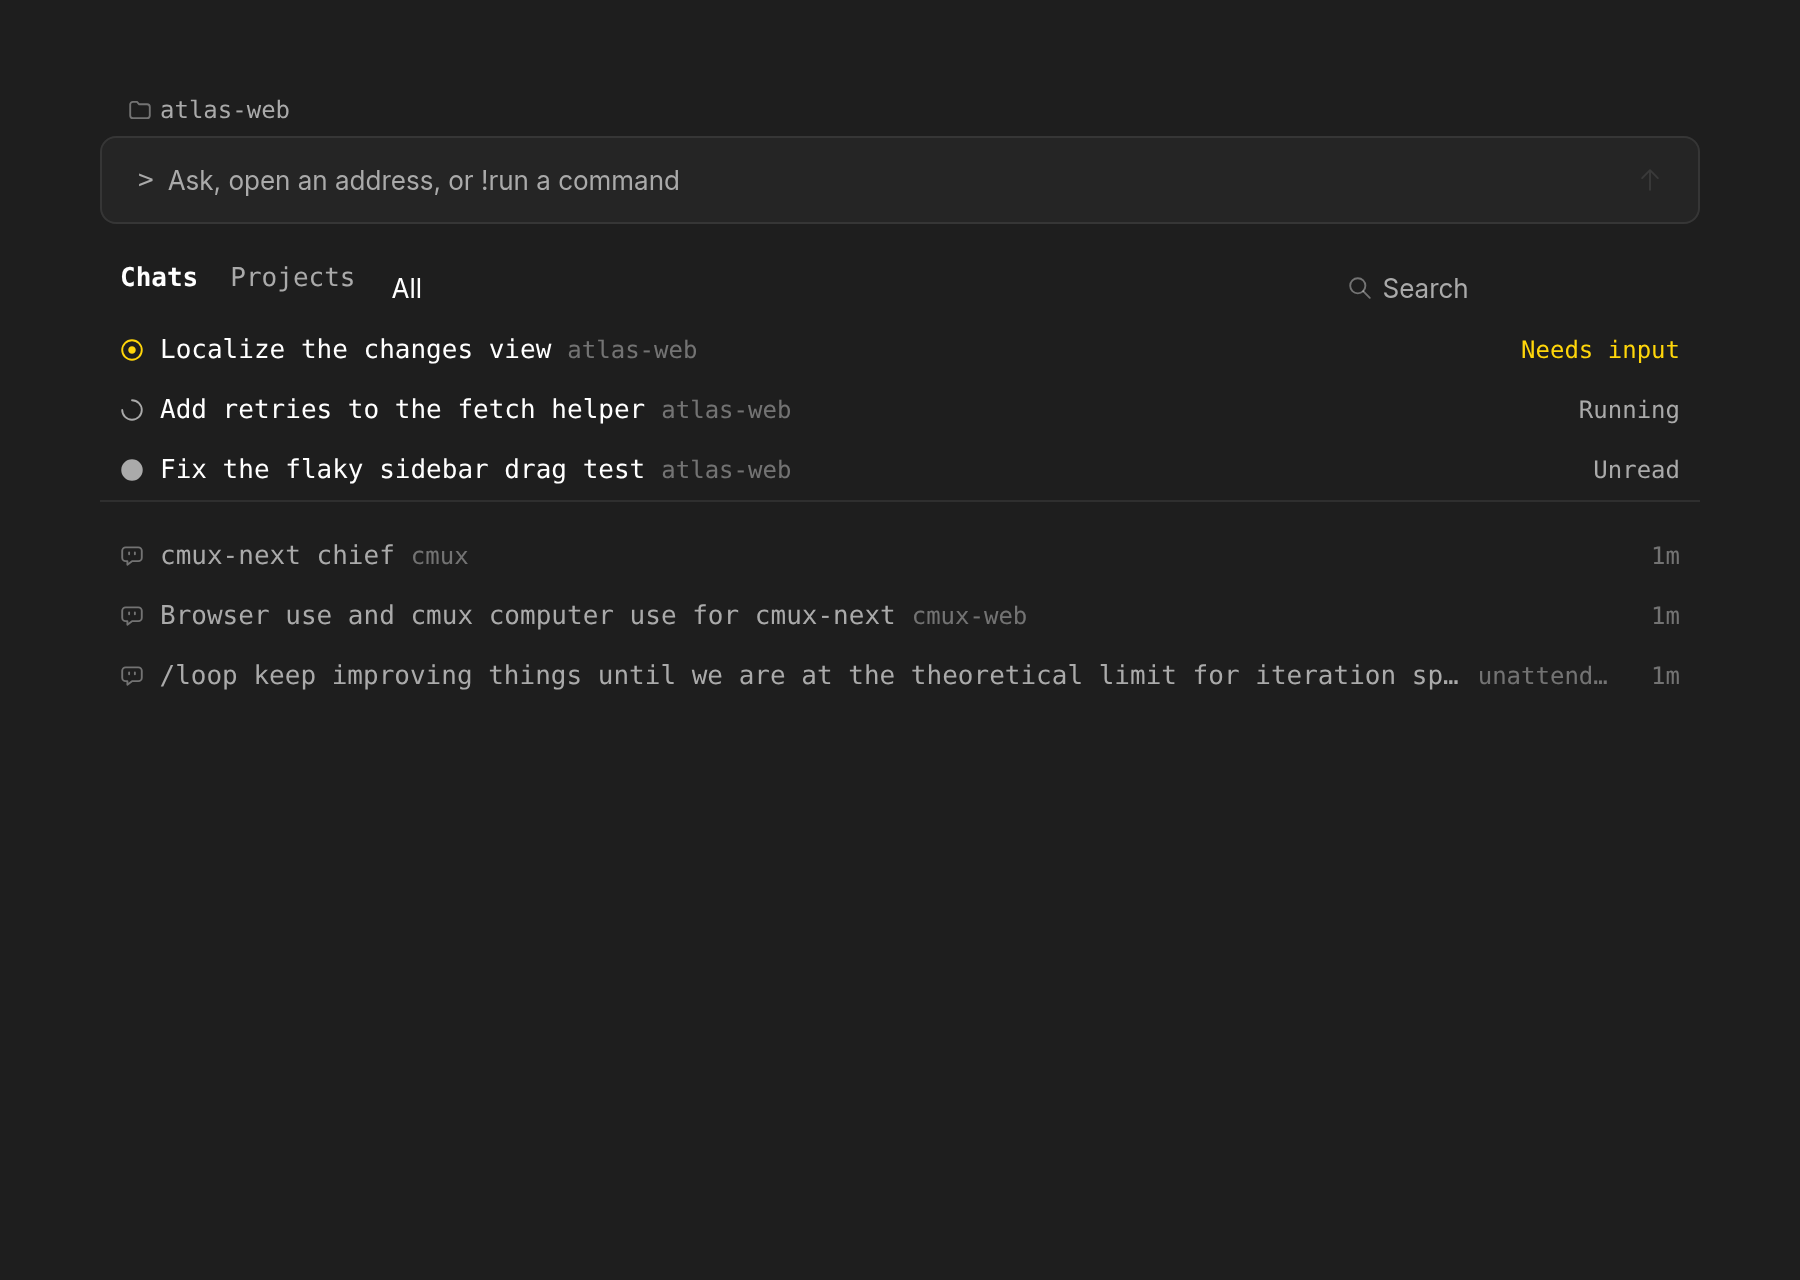 atlas-web
> Ask, open an address, or !run a command
Chats Projects All Search
Localize the changes view atlas-web Needs input
Add retries to the fetch helper atlas-web Running
Fix the flaky sidebar drag test atlas-web Unread
cmux-next chief cmux 1m
Browser use and cmux computer use for cmux-next cmux-web 1m
/loop keep improving things until we are at the theoretical limit for iteration sp… unattend… 1m